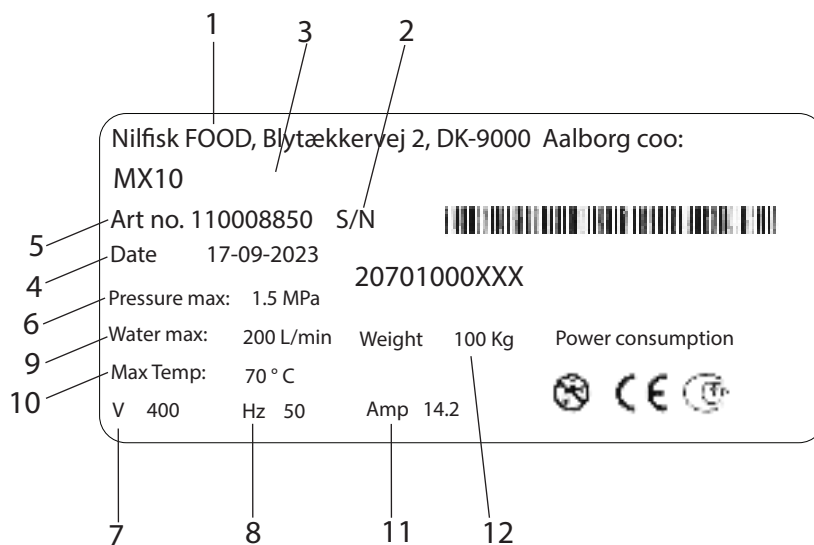 1
3
2
Nilfisk FOOD, Blytækkervej 2, DK-9000 Aalborg coo:
MX10
5
Art no. 110008850 S/N
4
Date 17-09-2023
20701000XXX
6
Pressure max: 1.5 MPa
9
Water max: 200 L/min Weight 100 Kg Power consumption
10
Max Temp: 70 ° C
V 400 Hz 50 Amp 14.2
CE
7
8
11
12